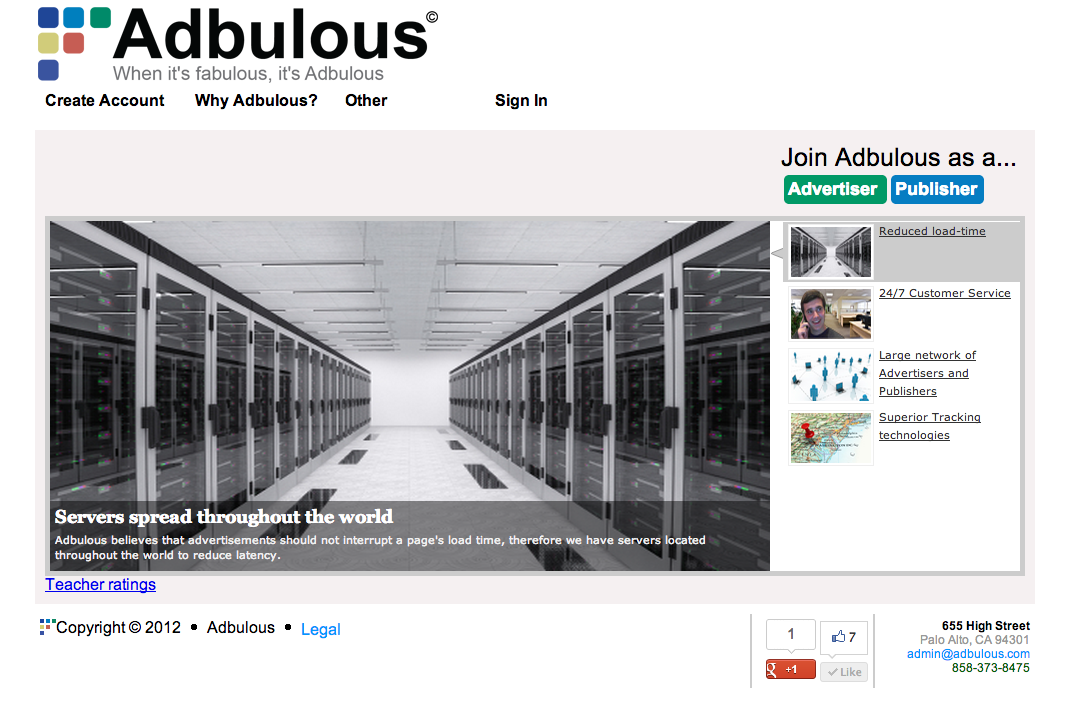 Adbulous©
When it's fabulous, it's Adbulous
Create Account Why Adbulous? Other Sign In
Join Adbulous as a...
Advertiser Publisher
Reduced load-time
24/7 Customer Service
Large network of
Advertisers and
Publishers
Superior Tracking
technologies
Servers spread throughout the world
Adbulous believes that advertisements should not interrupt a page's load time, therefore we have servers located
throughout the world to reduce latency.
Teacher ratings
Copyright © 2012 • Adbulous • Legal
1
7
+1
Like
655 High Street
Palo Alto, CA 94301
admin@adbulous.com
858-373-8475